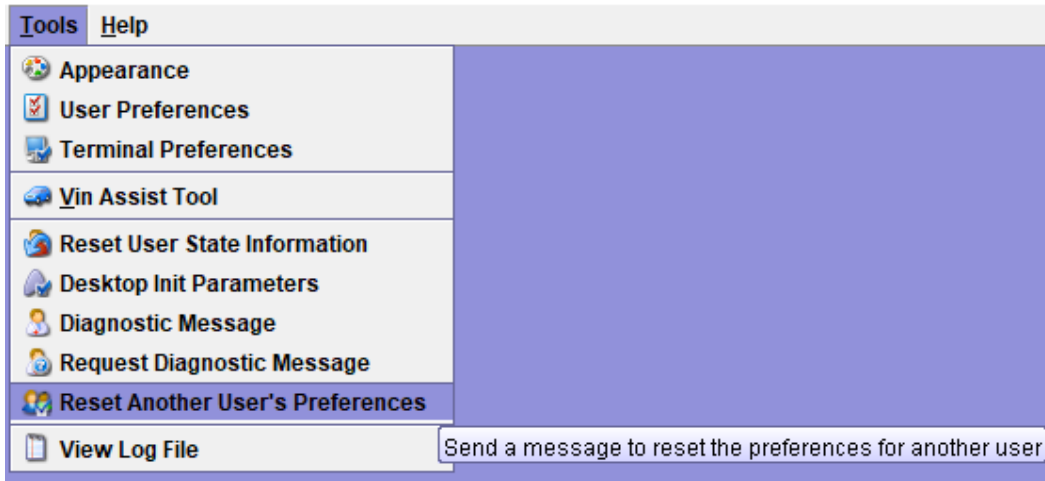 Tools Help
Appearance
User Preferences
Terminal Preferences
Vin Assist Tool
Reset User State Information
Desktop Init Parameters
Diagnostic Message
Request Diagnostic Message
Reset Another User's Preferences
View Log File
Send a message to reset the preferences for another user